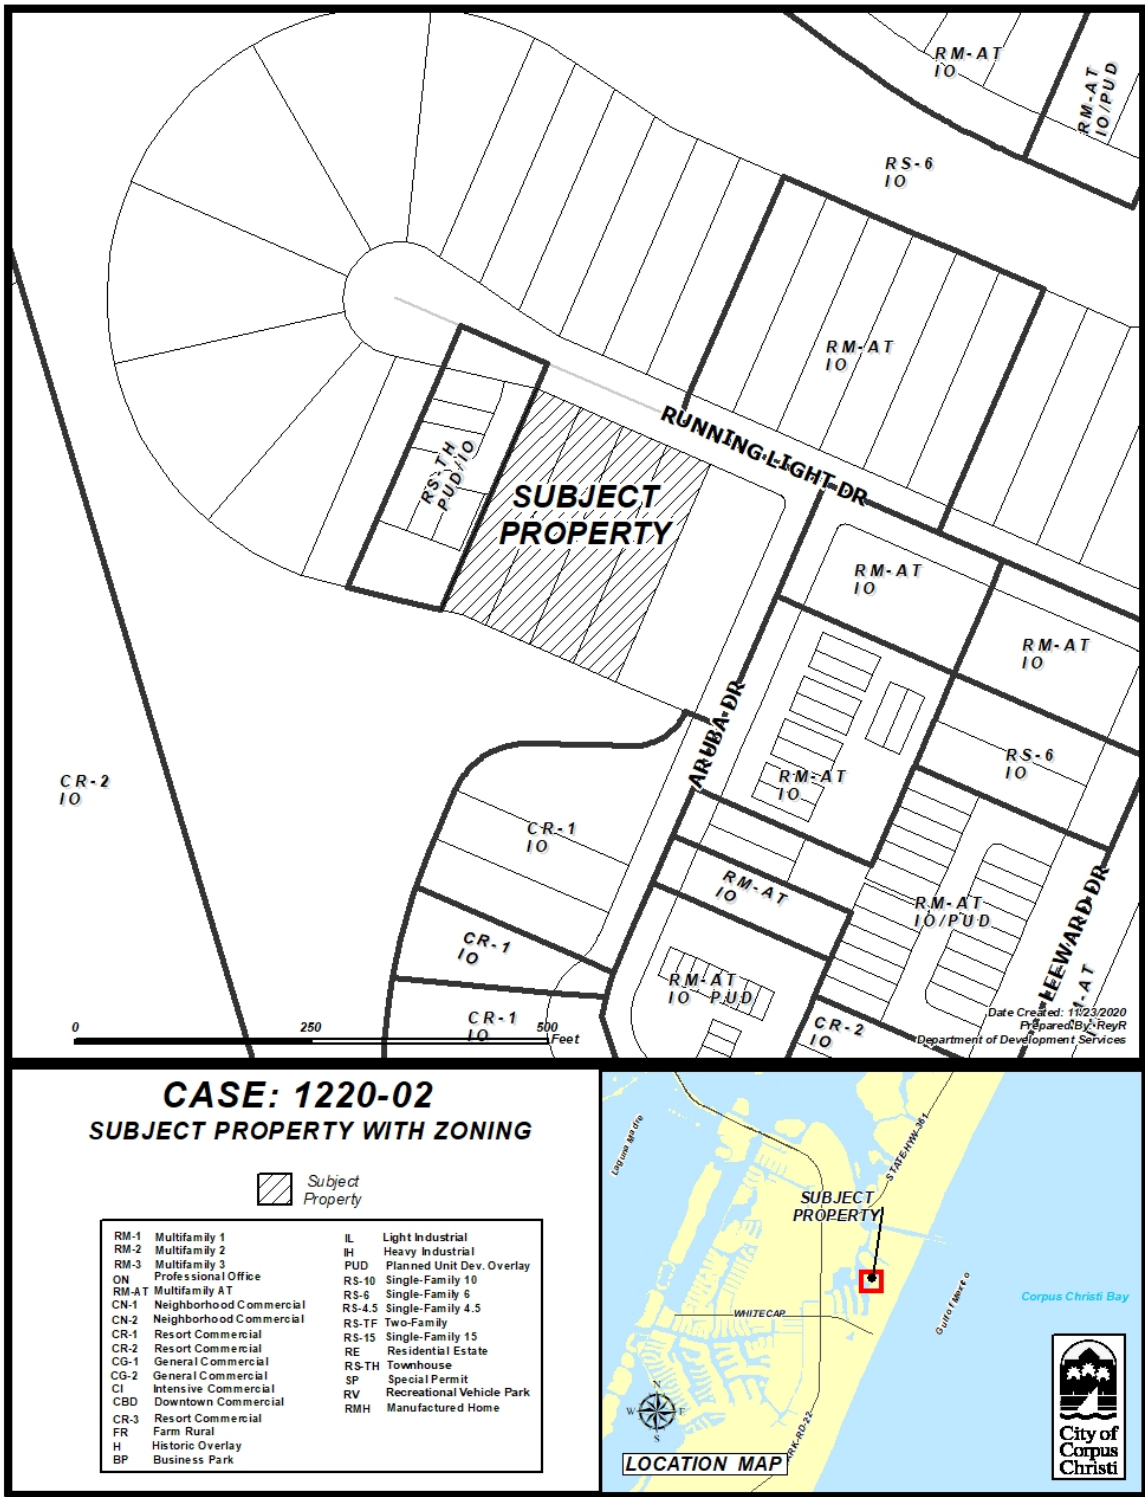 RM-AT
IO
RM-AT
IO/PUD
RS-6
IO
RM-AT
IO
RUNNING LIGHT DR
RS-TH
PUD/IO
SUBJECT
PROPERTY
RM-AT
IO
RM-AT
IO
ARUBA DR
RS-6
IO
RM-AT
IO
CR-2
IO
CR-1
IO
RM-AT
IO
RM-AT
IO/PUD
LEEWARD DR
CR-1
IO
RM-AT
IO PUD
CR-1
IO
CR-2
IO
0 250 500
Feet
Date Created: 11/23/2020
Prepared By: ReyR
Department of Development Services
CASE: 1220-02
SUBJECT PROPERTY WITH ZONING
Subject
Property
RM-1 Multifamily 1
RM-2 Multifamily 2
RM-3 Multifamily 3
ON Professional Office
RM-AT Multifamily AT
CN-1 Neighborhood Commercial
CN-2 Neighborhood Commercial
CR-1 Resort Commercial
CR-2 Resort Commercial
CG-1 General Commercial
CG-2 General Commercial
CI Intensive Commercial
CBD Downtown Commercial
CR-3 Resort Commercial
FR Farm Rural
H Historic Overlay
BP Business Park
IL Light Industrial
IH Heavy Industrial
PUD Planned Unit Dev. Overlay
RS-10 Single-Family 10
RS-6 Single-Family 6
RS-4.5 Single-Family 4.5
RS-TF Two-Family
RS-15 Single-Family 15
RE Residential Estate
RS-TH Townhouse
SP Special Permit
RV Recreational Vehicle Park
RMH Manufactured Home
Laguna Madre
STATE HWY 361
SUBJECT
PROPERTY
WHITECAP
Gulf of Mexico
Corpus Christi Bay
N
W E
S
ARK-RD-22
LOCATION MAP
City of
Corpus
Christi